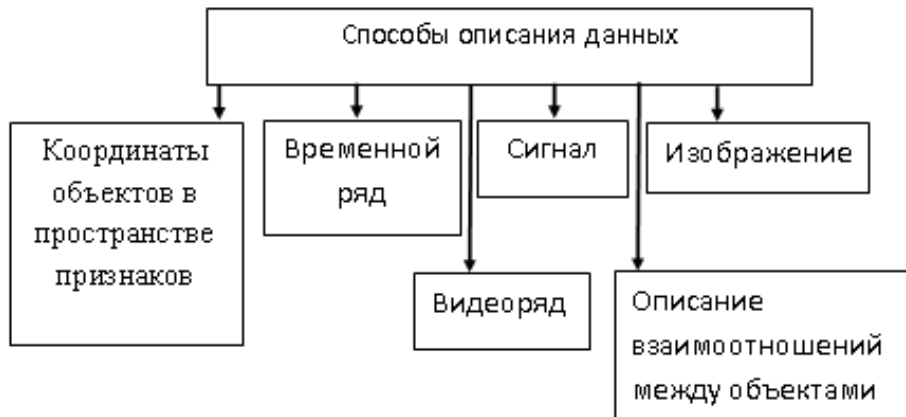 Способы описания данных
Координаты
объектов в
пространстве
признаков
Временной
ряд
Сигнал
Изображение
Видеоряд
Описание
взаимоотношений
между объектами